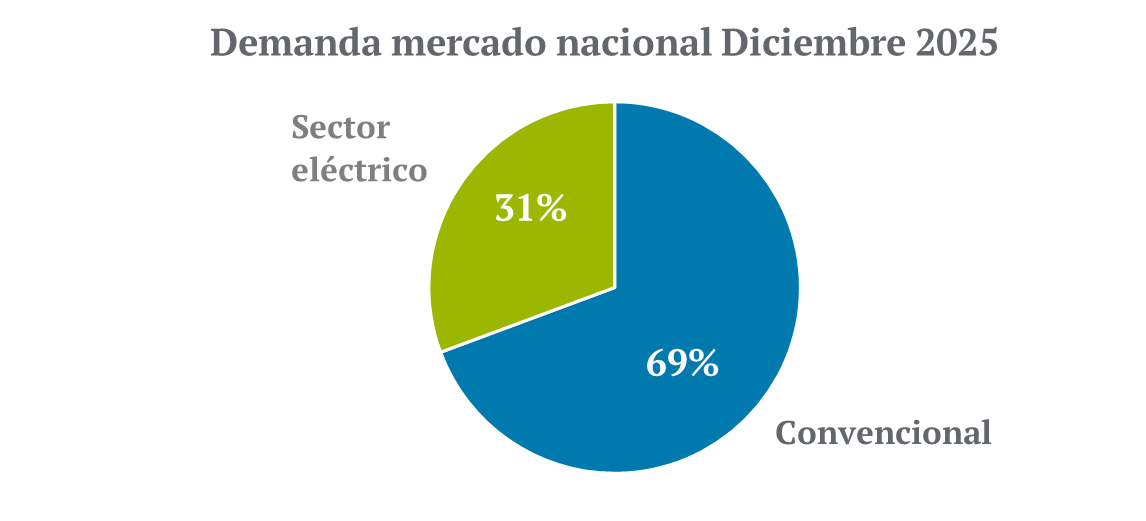 Demanda mercado nacional Diciembre 2025
Sector
eléctrico
31%
69%
Convencional